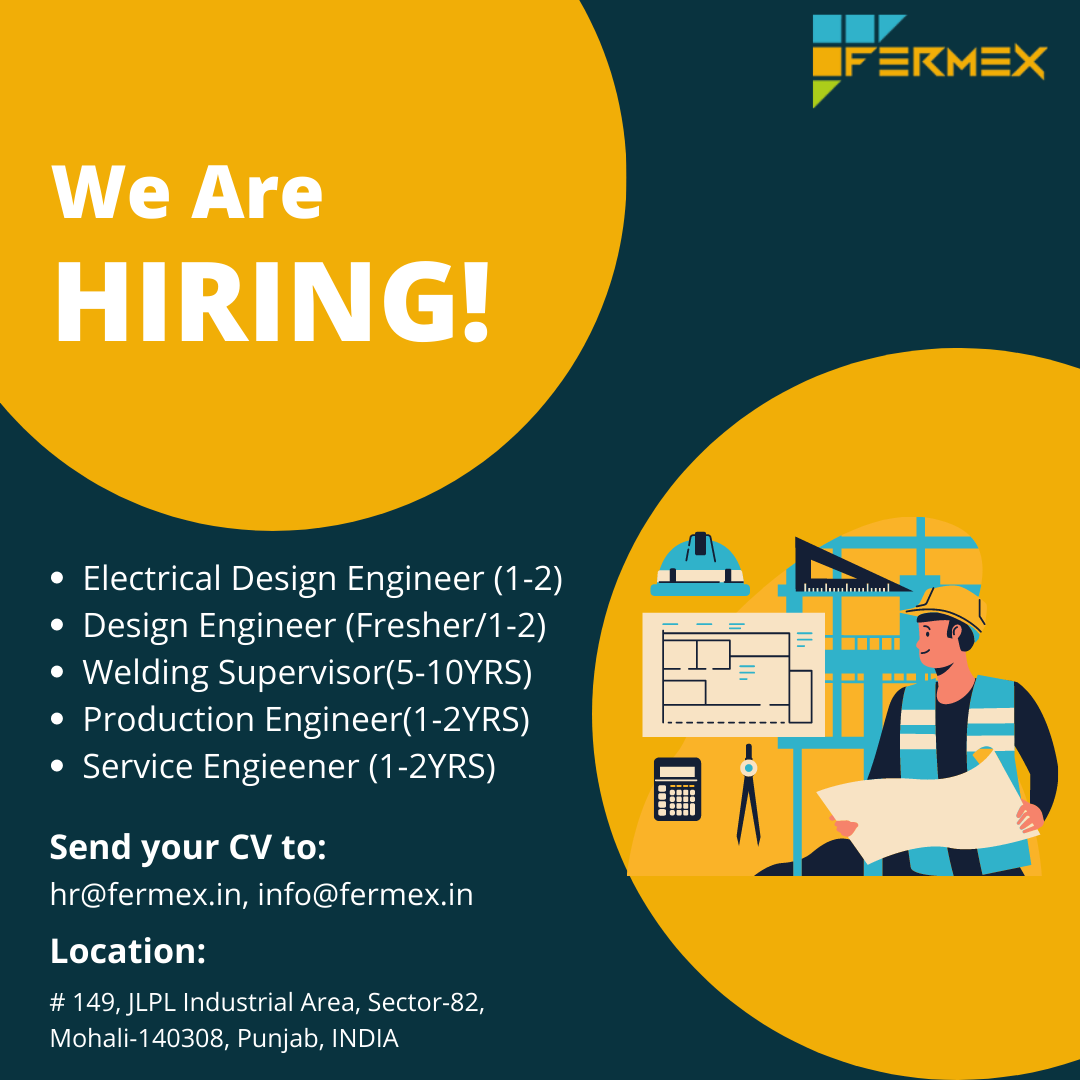 FERMEX
We Are
HIRING!
Electrical Design Engineer (1-2)
Design Engineer (Fresher/1-2)
Welding Supervisor(5-10YRS)
Production Engineer(1-2YRS)
Service Engieener (1-2YRS)
Send your CV to:
hr@fermex.in, info@fermex.in
Location:
# 149, JLPL Industrial Area, Sector-82,
Mohali-140308, Punjab, INDIA